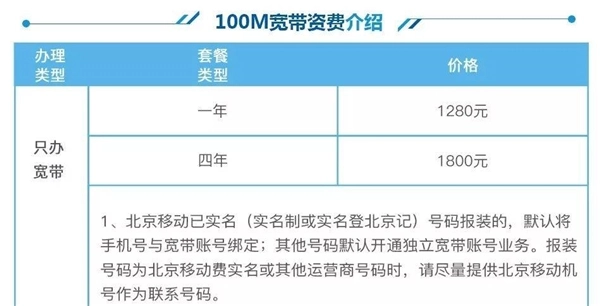 100M宽带资费介绍
办理
类型
套餐
类型
价格
只办
宽带
一年
1280元
四年
1800元
1、北京移动已实名（实名制或实名登北京记）号码报装的，默认将
手机号与宽带账号绑定；其他号码默认开通独立宽带账号业务。报装
号码为北京移动费实名或其他运营商号码时，请尽量提供北京移动机
号作为联系号码。